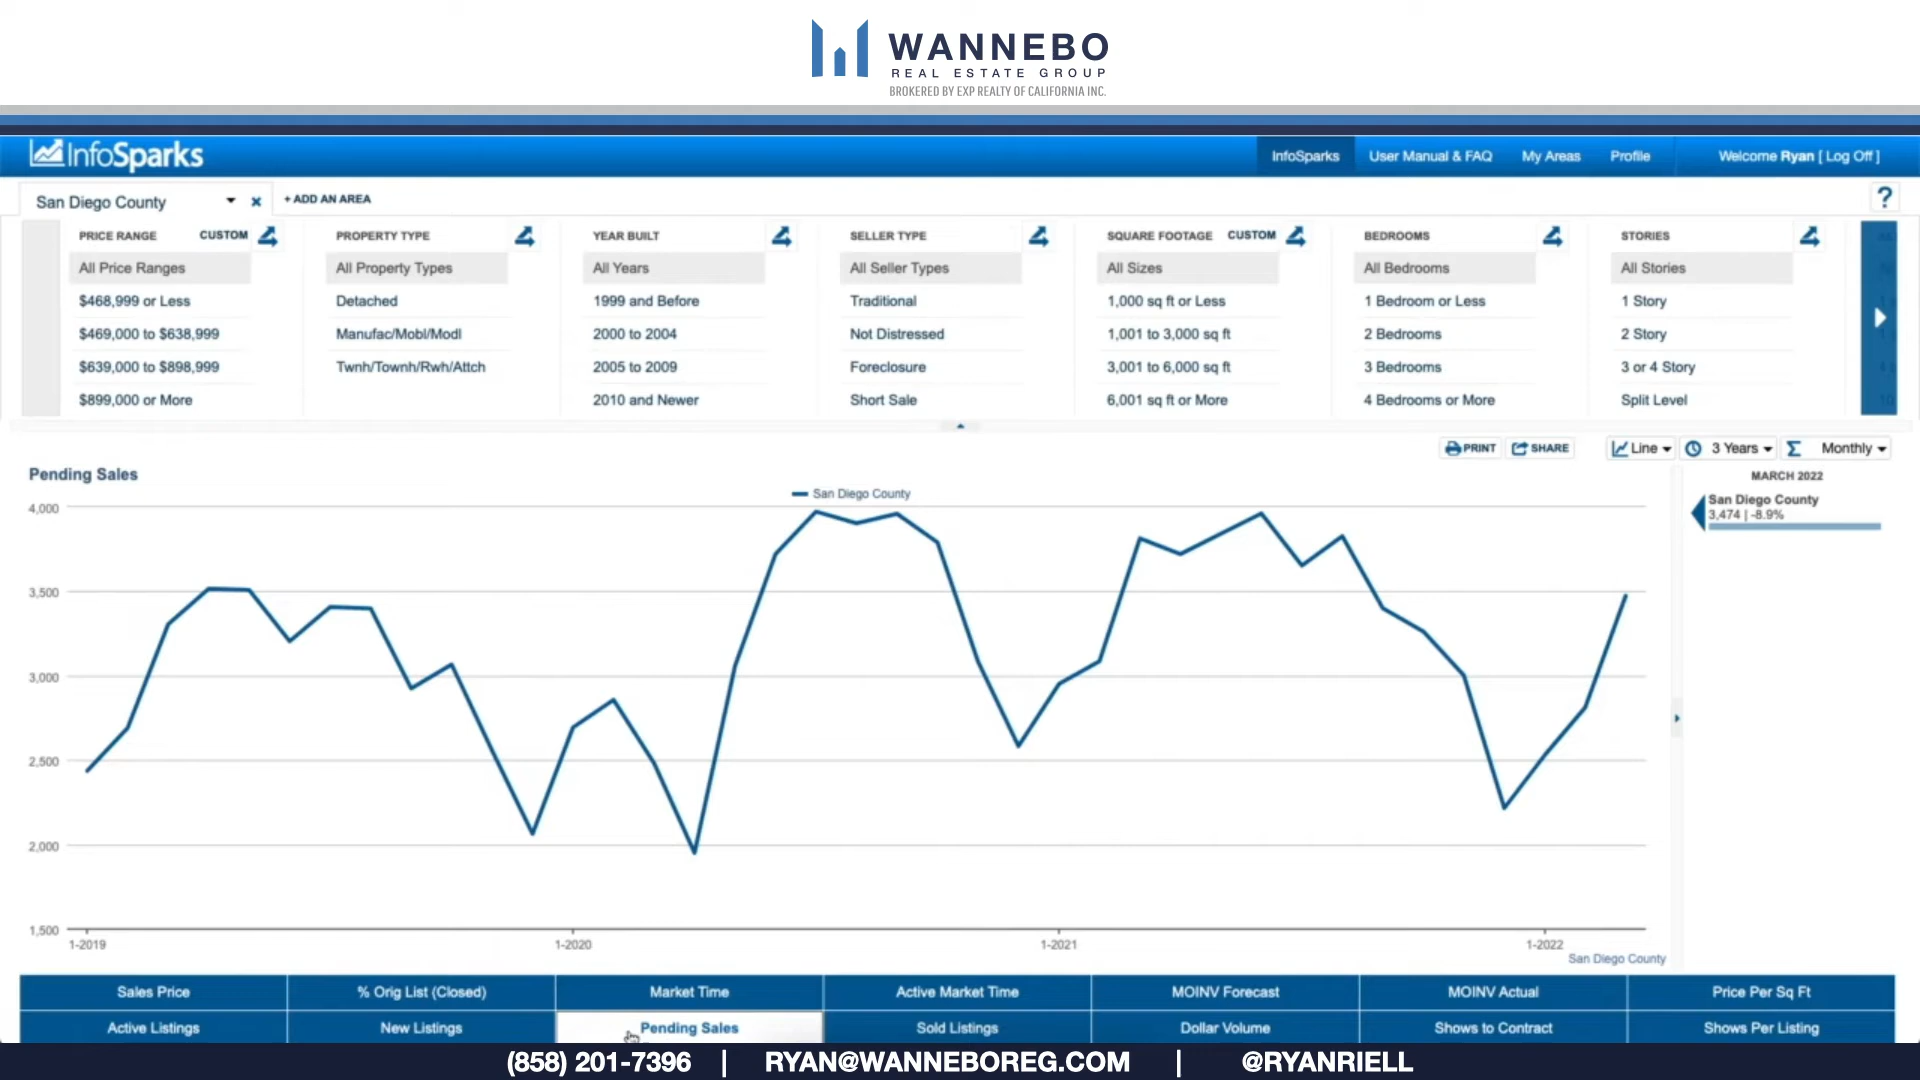 WANNEBO
REAL ESTATE GROUP
BROKERED BY EXP REALTY OF CALIFORNIA INC.
InfoSparks
InfoSparks User Manual & FAQ My Areas Profile Welcome Ryan [ Log Off ]
San Diego County + ADD AN AREA ?
PRICE RANGE CUSTOM
All Price Ranges
$468,999 or Less
$469,000 to $638,999
$639,000 to $898,999
$899,000 or More
PROPERTY TYPE
All Property Types
Detached
Manufac/Mobl/Modl
Twnh/Townh/Rwh/Attch
YEAR BUILT
All Years
1999 and Before
2000 to 2004
2005 to 2009
2010 and Newer
SELLER TYPE
All Seller Types
Traditional
Not Distressed
Foreclosure
Short Sale
SQUARE FOOTAGE CUSTOM
All Sizes
1,000 sq ft or Less
1,001 to 3,000 sq ft
3,001 to 6,000 sq ft
6,001 sq ft or More
BEDROOMS
All Bedrooms
1 Bedroom or Less
2 Bedrooms
3 Bedrooms
4 Bedrooms or More
STORIES
All Stories
1 Story
2 Story
3 or 4 Story
Split Level
PRINT SHARE Line 3 Years Monthly
Pending Sales
San Diego County
MARCH 2022
San Diego County
3,474 | -8.9%
4,000
3,500
3,000
2,500
2,000
1,500
1-2019 1-2020 1-2021 1-2022
San Diego County
Sales Price % Orig List (Closed) Market Time Active Market Time MOINV Forecast MOINV Actual Price Per Sq Ft
Active Listings New Listings Pending Sales Sold Listings Dollar Volume Shows to Contract Shows Per Listing
(858) 201-7396 | RYAN@WANNEBOREG.COM | @RYANRIELL